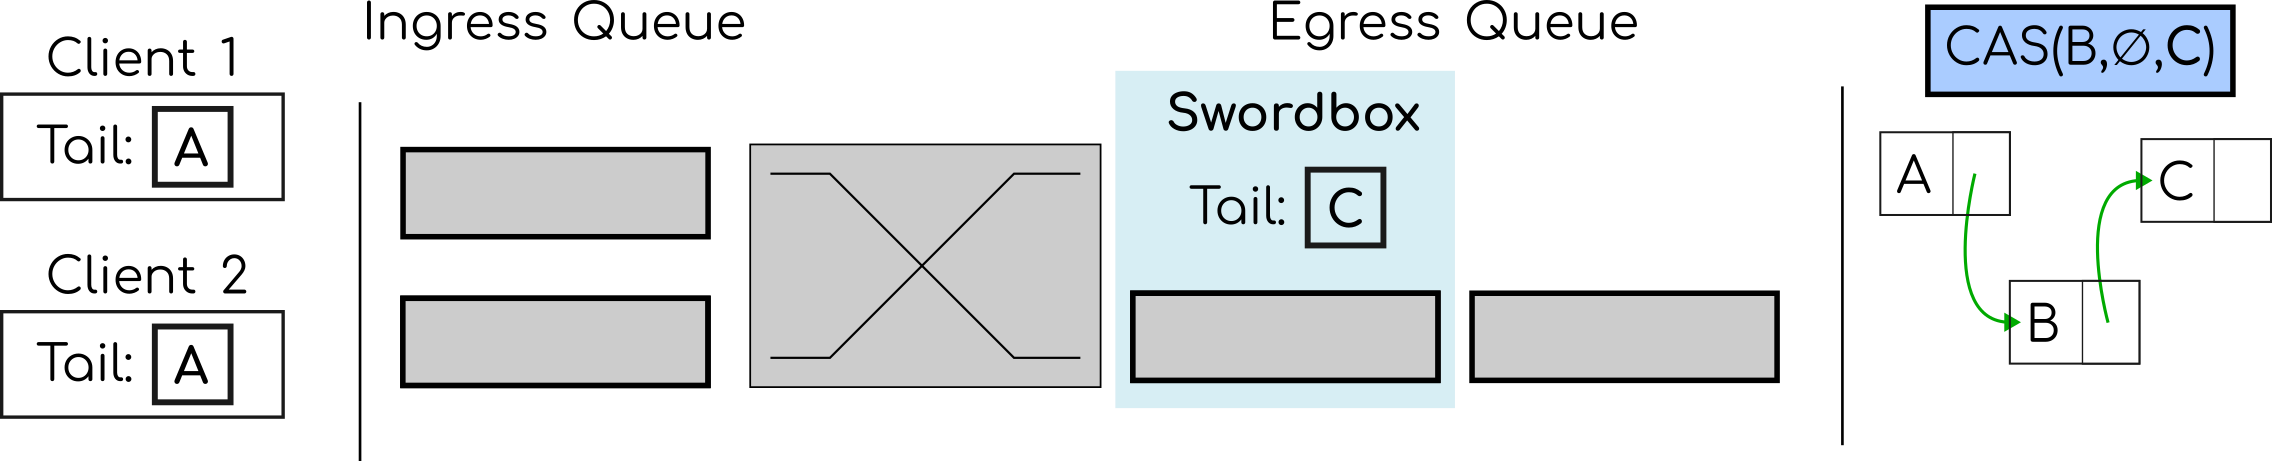 Client 1
Tail: A
Client 2
Tail: A
Ingress Queue
Egress Queue
Swordbox
Tail: C
CAS(B,∅,C)
A
C
B